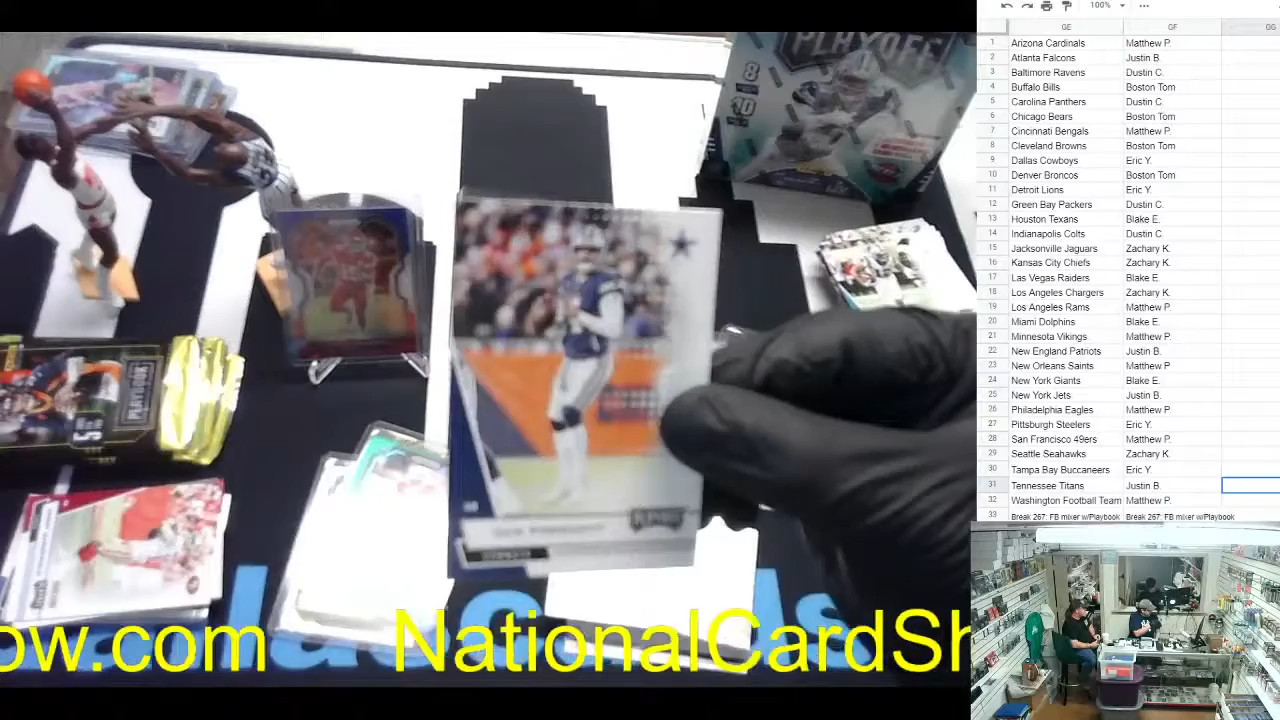 100%
GE GF GG
1 Arizona Cardinals Matthew P.
2 Atlanta Falcons Justin B.
3 Baltimore Ravens Dustin C.
4 Buffalo Bills Boston Tom
5 Carolina Panthers Dustin C.
6 Chicago Bears Boston Tom
7 Cincinnati Bengals Matthew P.
8 Cleveland Browns Boston Tom
9 Dallas Cowboys Eric Y.
10 Denver Broncos Boston Tom
11 Detroit Lions Eric Y.
12 Green Bay Packers Dustin C.
13 Houston Texans Blake E.
14 Indianapolis Colts Dustin C.
15 Jacksonville Jaguars Zachary K.
16 Kansas City Chiefs Zachary K.
17 Las Vegas Raiders Blake E.
18 Los Angeles Chargers Zachary K.
19 Los Angeles Rams Matthew P.
20 Miami Dolphins Blake E.
21 Minnesota Vikings Matthew P
22 New England Patriots Justin B.
23 New Orleans Saints Matthew P
24 New York Giants Blake E.
25 New York Jets Justin B.
26 Philadelphia Eagles Matthew P
27 Pittsburgh Steelers Eric Y.
28 San Francisco 49ers Matthew P.
29 Seattle Seahawks Zachary K.
30 Tampa Bay Buccaneers Eric Y.
31 Tennessee Titans Justin B.
32 Washington Football Team Matthew P.
33 Break 267: FB mixer w/Playbook Break 267: FB mixer w/Playbook
PLAYOFF
8
PLAYBOOK
5
ow.com NationalCardSh